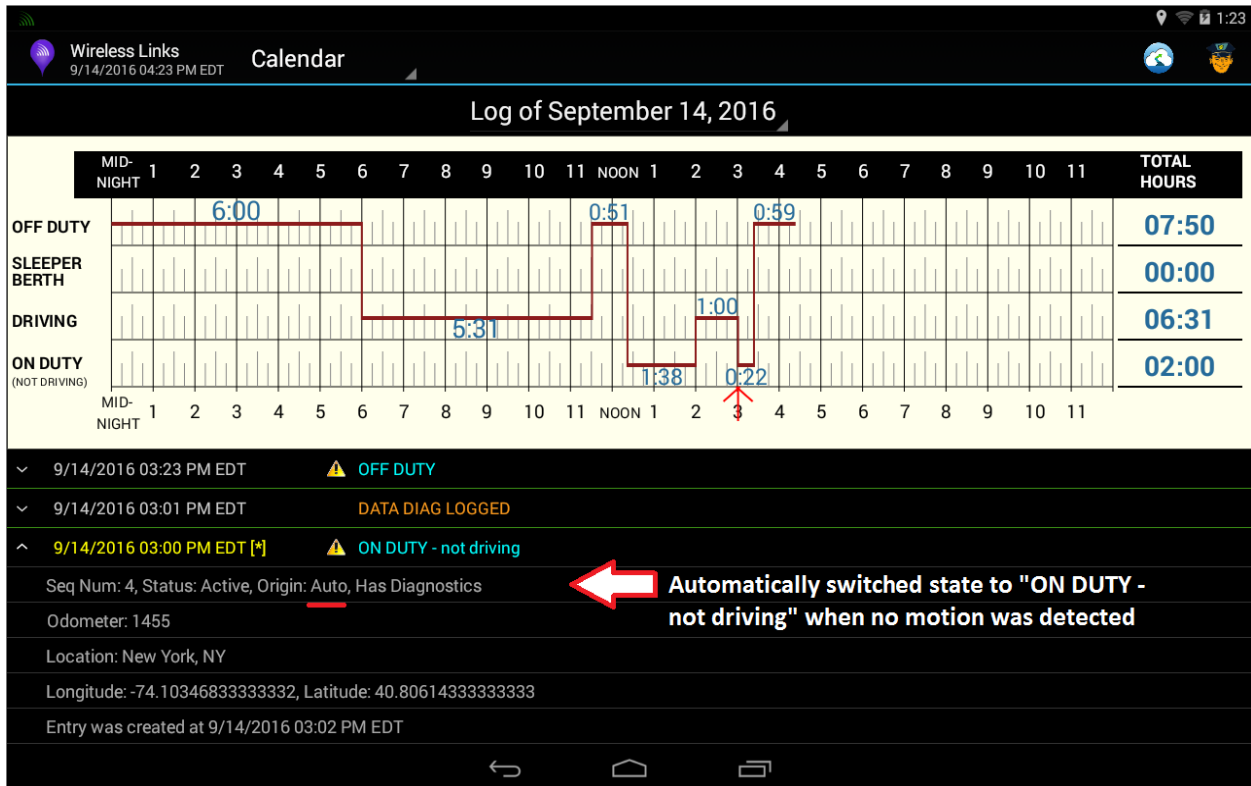 1:23
Wireless Links
9/14/2016 04:23 PM EDT
Calendar
Log of September 14, 2016
MID-
NIGHT 1 2 3 4 5 6 7 8 9 10 11 NOON 1 2 3 4 5 6 7 8 9 10 11
TOTAL
HOURS
OFF DUTY 6:00 0:51 0:59 07:50
SLEEPER
BERTH 00:00
DRIVING 5:31 1:00 06:31
ON DUTY
(NOT DRIVING) 1:38 0:22 02:00
MID-
NIGHT 1 2 3 4 5 6 7 8 9 10 11 NOON 1 2 3 4 5 6 7 8 9 10 11
9/14/2016 03:23 PM EDT OFF DUTY
9/14/2016 03:01 PM EDT DATA DIAG LOGGED
9/14/2016 03:00 PM EDT [*] ON DUTY - not driving
Seq Num: 4, Status: Active, Origin: Auto, Has Diagnostics
Automatically switched state to "ON DUTY -
not driving" when no motion was detected
Odometer: 1455
Location: New York, NY
Longitude: -74.10346833333332, Latitude: 40.80614333333333
Entry was created at 9/14/2016 03:02 PM EDT